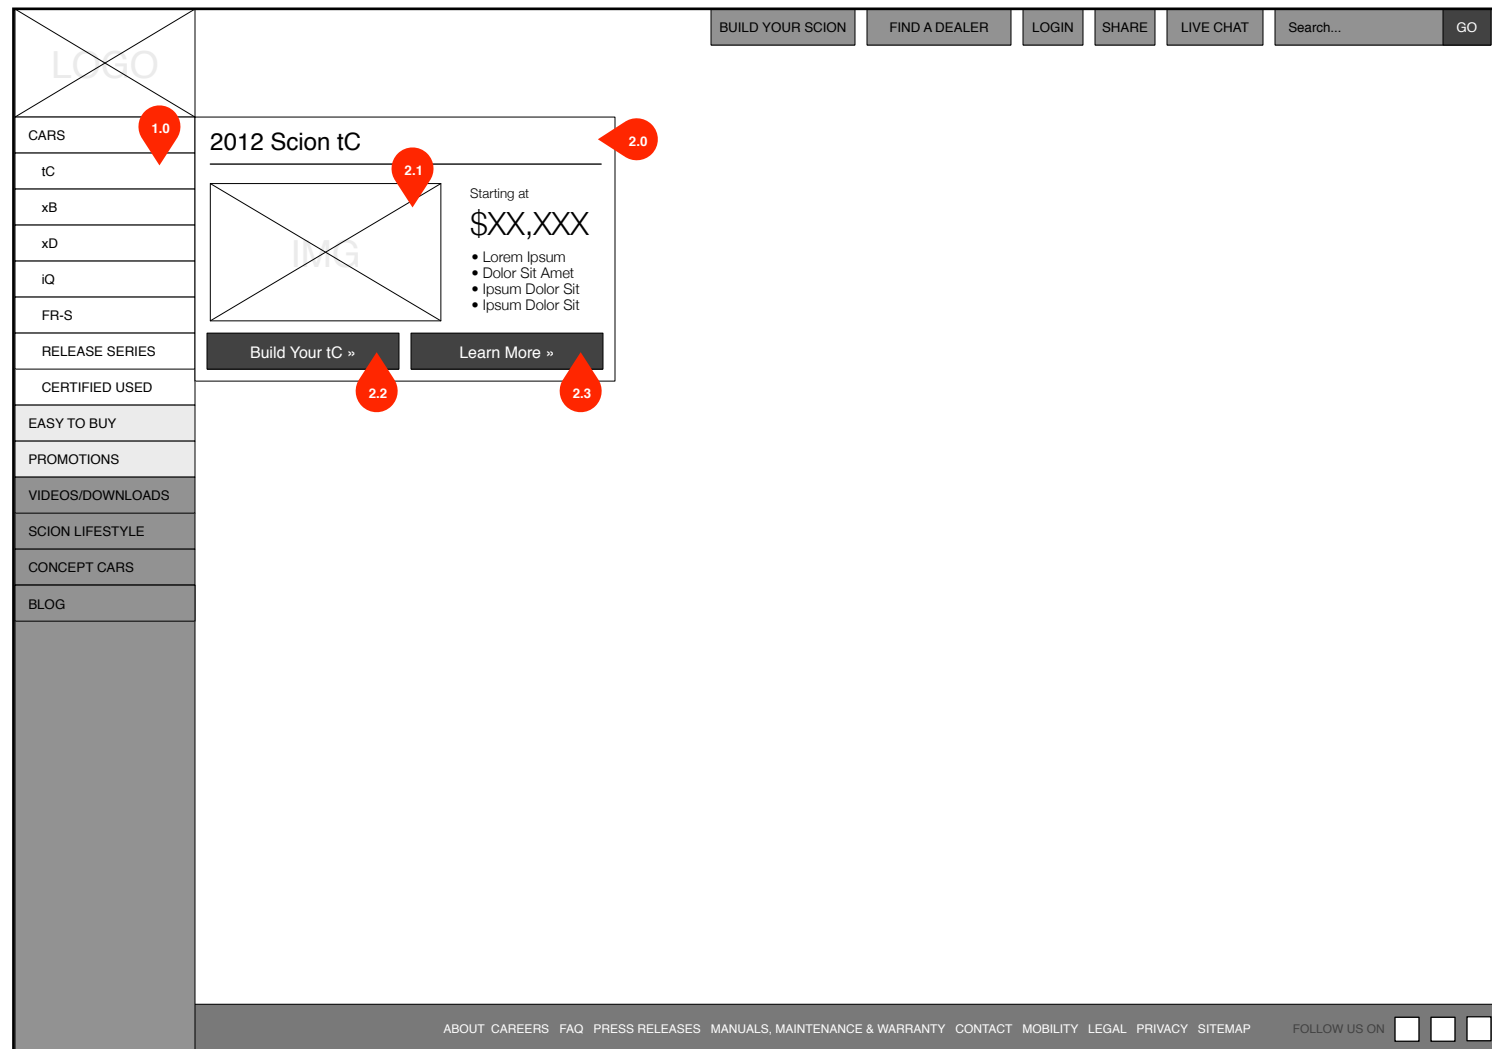 LOGO
BUILD YOUR SCION
FIND A DEALER
LOGIN
SHARE
LIVE CHAT
Search...
GO
CARS
1.0
tC
xB
xD
iQ
FR-S
RELEASE SERIES
CERTIFIED USED
EASY TO BUY
PROMOTIONS
VIDEOS/DOWNLOADS
SCION LIFESTYLE
CONCEPT CARS
BLOG
2012 Scion tC
2.0
2.1
IMG
Starting at
$XX,XXX
• Lorem Ipsum
• Dolor Sit Amet
• Ipsum Dolor Sit
• Ipsum Dolor Sit
Build Your tC »
Learn More »
2.2
2.3
ABOUT CAREERS FAQ PRESS RELEASES MANUALS, MAINTENANCE & WARRANTY CONTACT MOBILITY LEGAL PRIVACY SITEMAP FOLLOW US ON